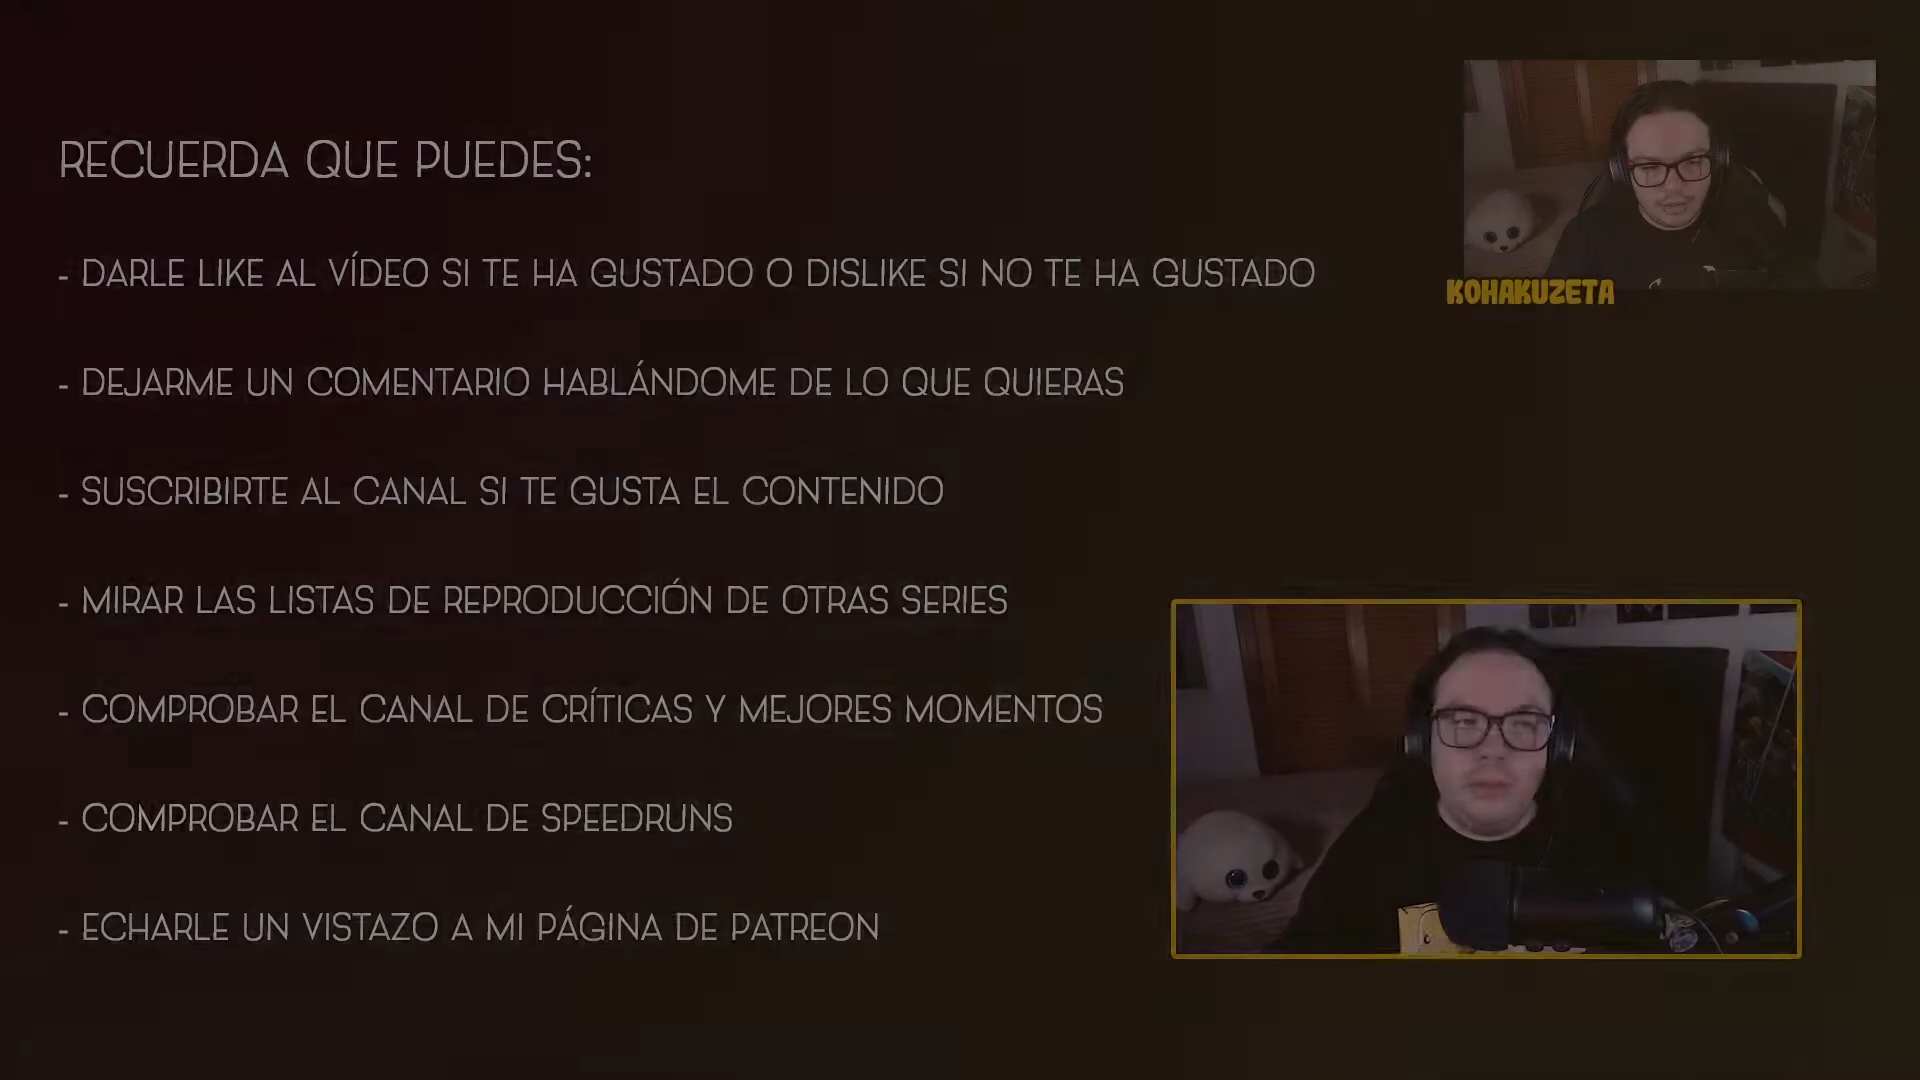 RECUERDA QUE PUEDES:
- DARLE LIKE AL VÍDEO SI TE HA GUSTADO O DISLIKE SI NO TE HA GUSTADO
KOHAKUZETA
- DEJARME UN COMENTARIO HABLÁNDOME DE LO QUE QUIERAS
- SUSCRIBIRTE AL CANAL SI TE GUSTA EL CONTENIDO
- MIRAR LAS LISTAS DE REPRODUCCIÓN DE OTRAS SERIES
- COMPROBAR EL CANAL DE CRÍTICAS Y MEJORES MOMENTOS
- COMPROBAR EL CANAL DE SPEEDRUNS
- ECHARLE UN VISTAZO A MI PÁGINA DE PATREON